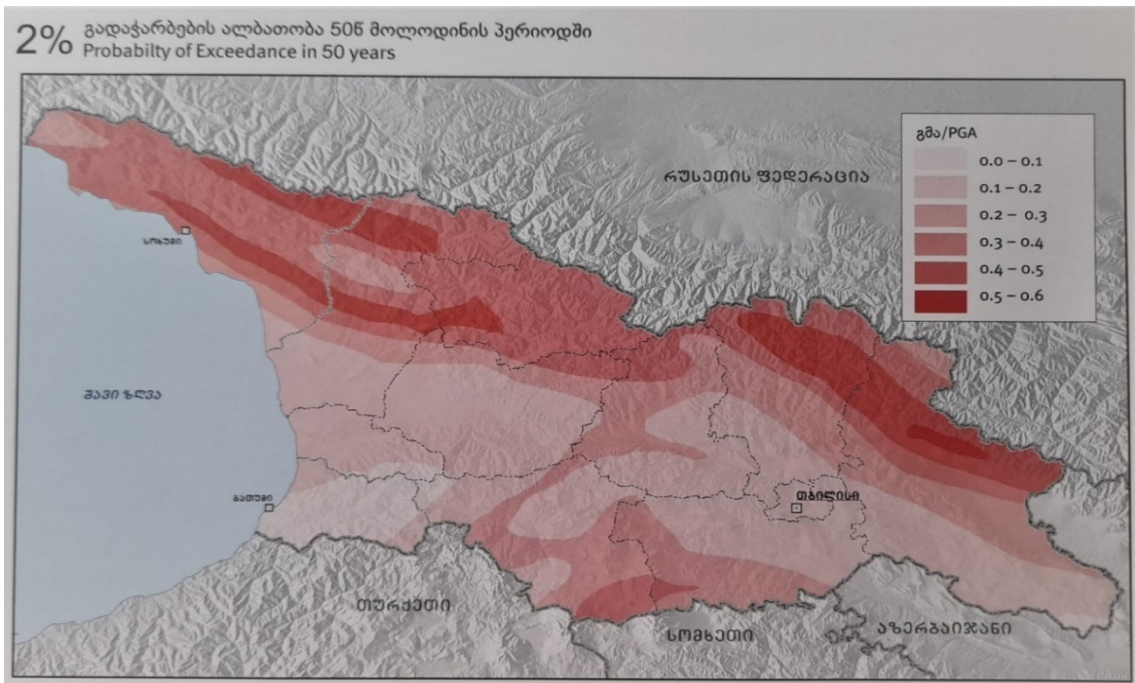 2% გადაჭარბების ალბათობა 50წ მოლოდინის პერიოდში
Probabilty of Exceedance in 50 years
გმა/PGA
0.0 – 0.1
0.1 – 0.2
0.2 – 0.3
0.3 – 0.4
0.4 – 0.5
0.5 – 0.6
რუსეთის ფედერაცია
სოხუმი
შავი ზღვა
ბათუმი
თბილისი
თურქეთი
სომხეთი
აზერბაიჯანი